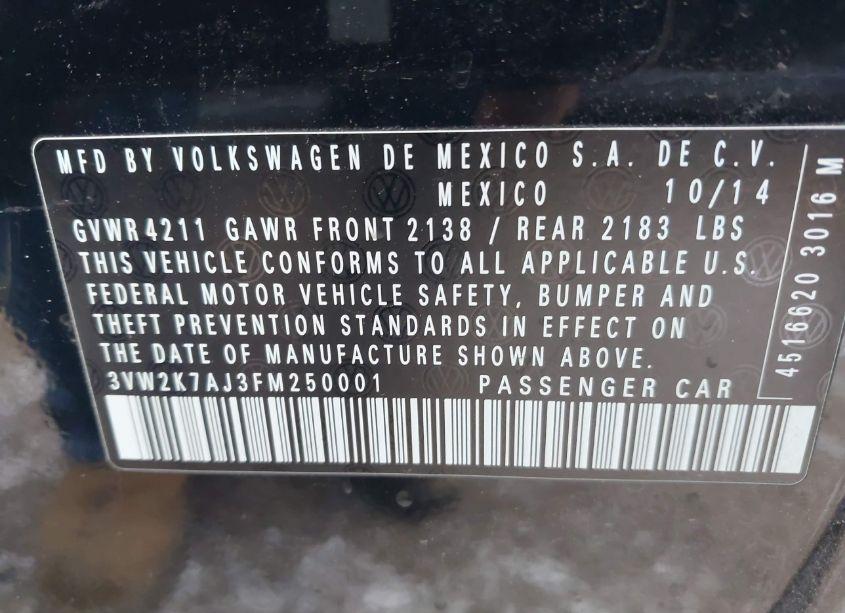 MFD BY VOLKSWAGEN DE MEXICO S.A. DE C.V.
MEXICO 10/14
GVWR 4211 GAWR FRONT 2138 / REAR 2183 LBS
THIS VEHICLE CONFORMS TO ALL APPLICABLE U.S.
FEDERAL MOTOR VEHICLE SAFETY, BUMPER AND
THEFT PREVENTION STANDARDS IN EFFECT ON
THE DATE OF MANUFACTURE SHOWN ABOVE.
3VW2K7AJ3FM250001 PASSENGER CAR
4516620 3016 M